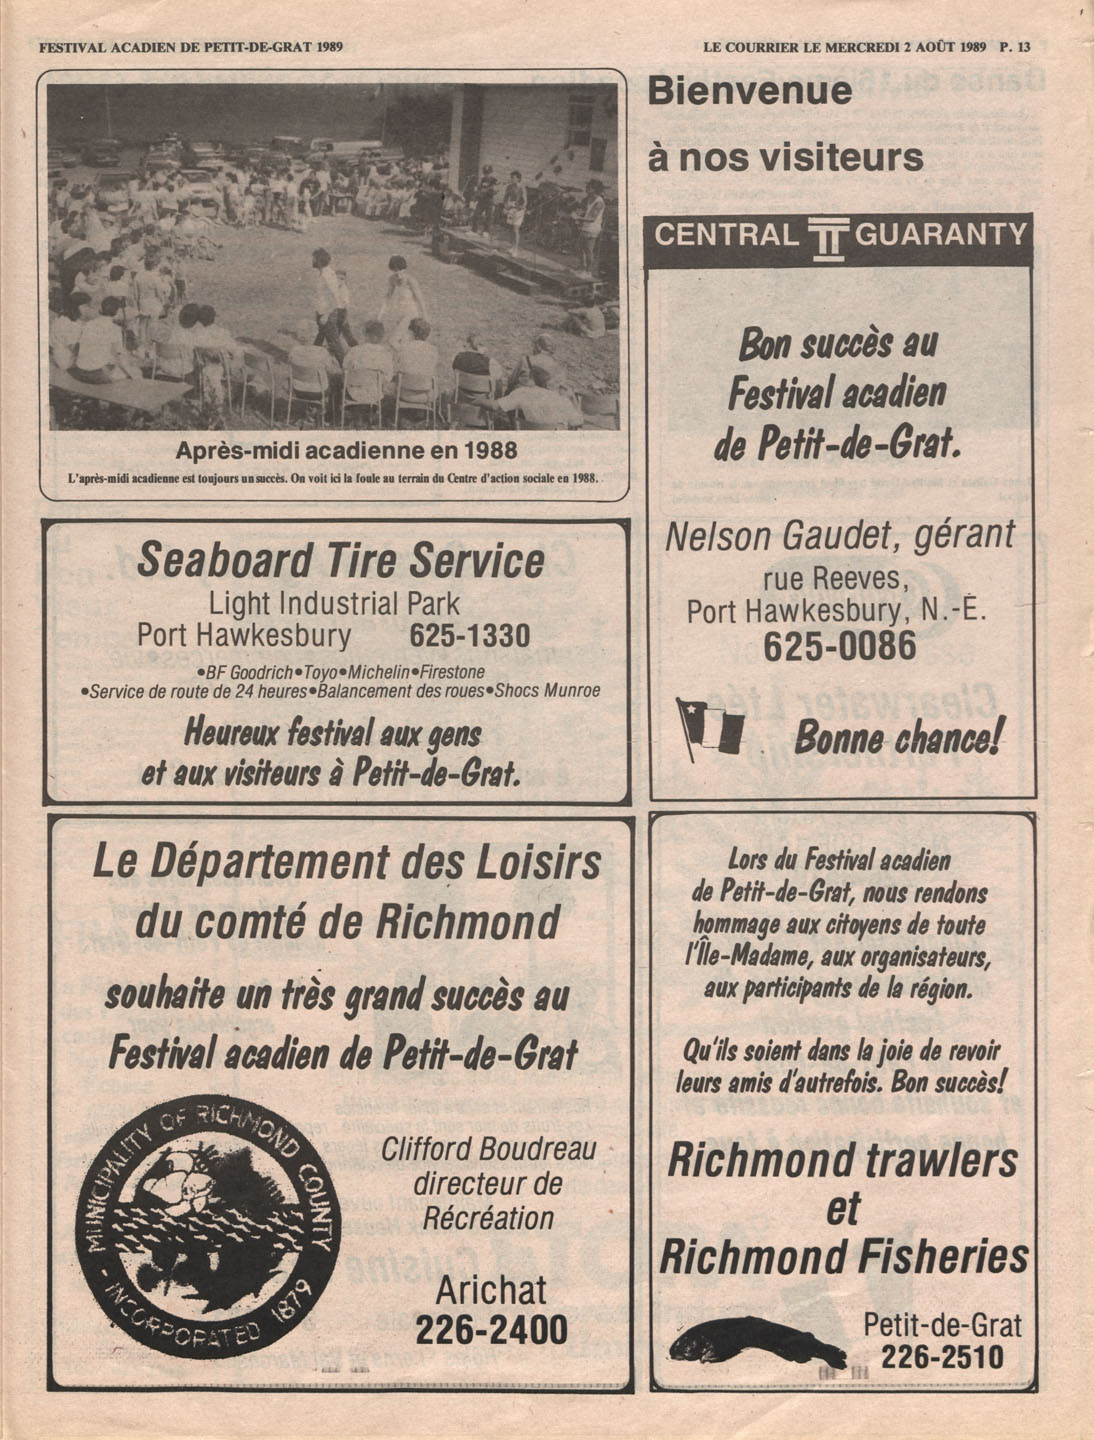 FESTIVAL ACADIEN DE PETIT-DE-GRAT 1989
LE COURRIER LE MERCREDI 2 AOÛT 1989 P. 13
Après-midi acadienne en 1988
L'après-midi acadienne est toujours un succès. On voit ici la foule au terrain du Centre d'action sociale en 1988.
Bienvenue
à nos visiteurs
CENTRAL GUARANTY
Bon succès au
Festival acadien
de Petit-de-Grat.
Nelson Gaudet, gérant
rue Reeves,
Port Hawkesbury, N.-É.
625-0086
Bonne chance!
Seaboard Tire Service
Light Industrial Park
Port Hawkesbury 625-1330
•BF Goodrich•Toyo•Michelin•Firestone
•Service de route de 24 heures•Balancement des roues•Shocs Munroe
Heureux festival aux gens
et aux visiteurs à Petit-de-Grat.
Le Département des Loisirs
du comté de Richmond
souhaite un très grand succès au
Festival acadien de Petit-de-Grat
MUNICIPALITY OF RICHMOND COUNTY
- INCORPORATED 1879
Clifford Boudreau
directeur de
Récréation
Arichat
226-2400
Lors du Festival acadien
de Petit-de-Grat, nous rendons
hommage aux citoyens de toute
l'Île-Madame, aux organisateurs,
aux participants de la région.
Qu'ils soient dans la joie de revoir
leurs amis d'autrefois. Bon succès!
Richmond trawlers
et
Richmond Fisheries
Petit-de-Grat
226-2510